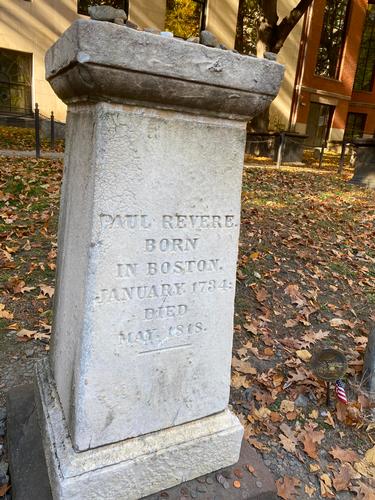 PAUL REVERE.
BORN
IN BOSTON,
JANUARY, 1734:
DIED
MAY, 1818.